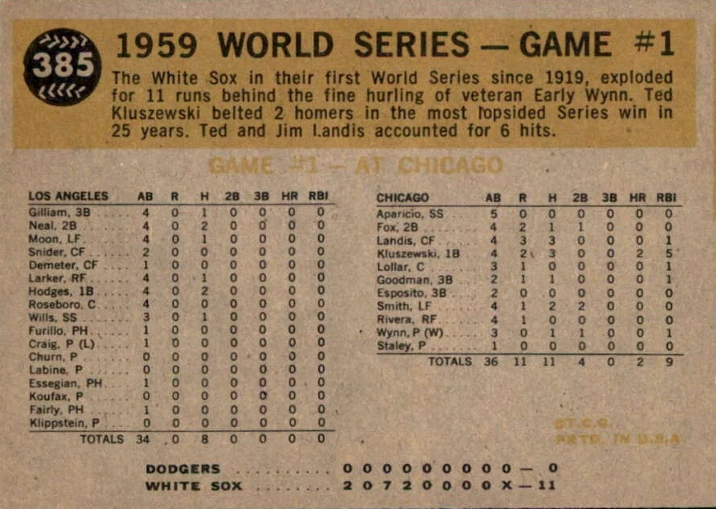 385
1959 WORLD SERIES — GAME #1
The White Sox in their first World Series since 1919, exploded
for 11 runs behind the fine hurling of veteran Early Wynn. Ted
Kluszewski belted 2 homers in the most lopsided Series win in
25 years. Ted and Jim Landis accounted for 6 hits.
GAME #1 — AT CHICAGO
LOS ANGELES AB R H 2B 3B HR RBI
Gilliam, 3B ..... 4 0 1 0 0 0 0
Neal, 2B ...... 4 0 2 0 0 0 0
Moon, LF ...... 4 0 1 0 0 0 0
Snider, CF ..... 2 0 0 0 0 0 0
Demeter, CF .... 1 0 0 0 0 0 0
Larker, RF ..... 4 0 1 0 0 0 0
Hodges, 1B .... 4 0 2 0 0 0 0
Roseboro, C .... 4 0 0 0 0 0 0
Wills, SS ...... 3 0 1 0 0 0 0
Furillo, PH ..... 1 0 0 0 0 0 0
Craig, P (L) .... 1 0 0 0 0 0 0
Churn, P ...... 0 0 0 0 0 0 0
Labine, P ...... 0 0 0 0 0 0 0
Essegian, PH .... 1 0 0 0 0 0 0
Koufax, P ..... 0 0 0 0 0 0 0
Fairly, PH ..... 1 0 0 0 0 0 0
Klippstein, P .... 0 0 0 0 0 0 0
TOTALS 34 0 8 0 0 0 0
CHICAGO AB R H 2B 3B HR RBI
Aparicio, SS .... 5 0 0 0 0 0 0
Fox, 2B ....... 4 2 1 1 0 0 0
Landis, CF ..... 4 3 3 0 0 0 1
Kluszewski, 1B .. 4 2 3 0 0 2 5
Lollar, C ...... 3 1 0 0 0 0 1
Goodman, 3B ... 2 1 1 0 0 0 1
Esposito, 3B .... 2 0 0 0 0 0 0
Smith, LF ...... 4 1 2 2 0 0 0
Rivera, RF ..... 4 1 0 0 0 0 0
Wynn, P (W) .... 3 0 1 1 0 0 1
Staley, P ...... 1 0 0 0 0 0 0
TOTALS 36 11 11 4 0 2 9
©T.C.G.
PRTD. IN U.S.A.
DODGERS .......... 0 0 0 0 0 0 0 0 0 — 0
WHITE SOX ........ 2 0 7 2 0 0 0 0 X — 11